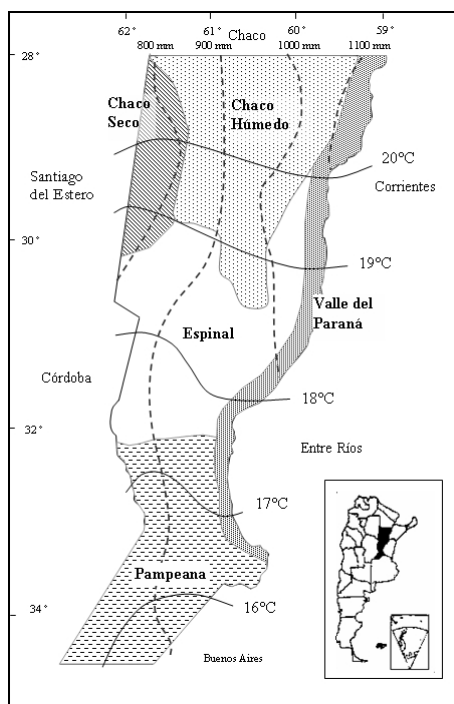 62° 61° Chaco 60° 59°
800 mm 900 mm 1000 mm 1100 mm
28°
Chaco
Seco
Chaco
Húmedo
20°C
Santiago
del Estero
Corrientes
30°
19°C
Valle del
Paraná
Espinal
Córdoba
18°C
32°
Entre Ríos
17°C
Pampeana
16°C
34°
Buenos Aires